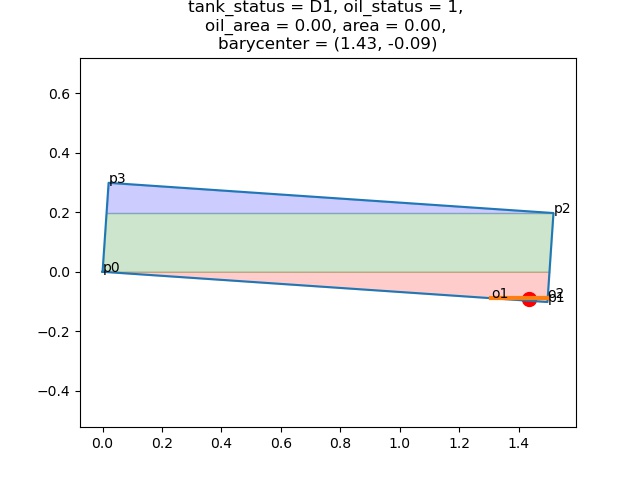 tank_status = D1, oil_status = 1,
oil_area = 0.00, area = 0.00,
barycenter = (1.43, -0.09)
0.6
0.4
p3
0.2
p2
0.0
p0
o1
o2
p1
−0.2
−0.4
0.0 0.2 0.4 0.6 0.8 1.0 1.2 1.4